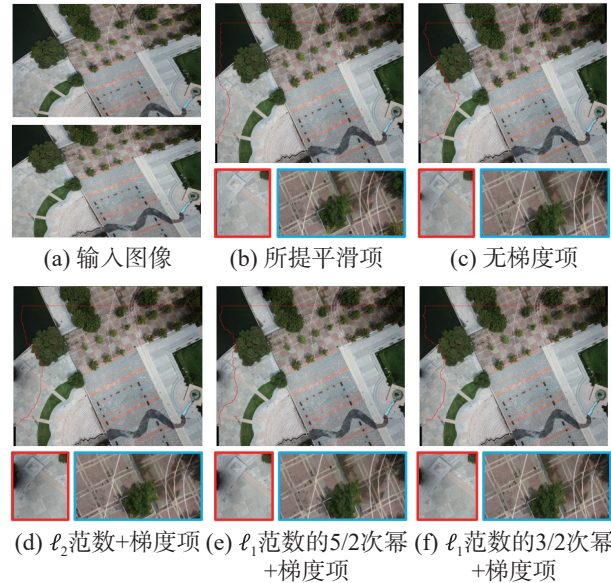 (a) 输入图像
(b) 所提平滑项
(c) 无梯度项
(d) ℓ₂范数+梯度项
(e) ℓ₁范数的5/2次幂
+梯度项
(f) ℓ₁范数的3/2次幂
+梯度项